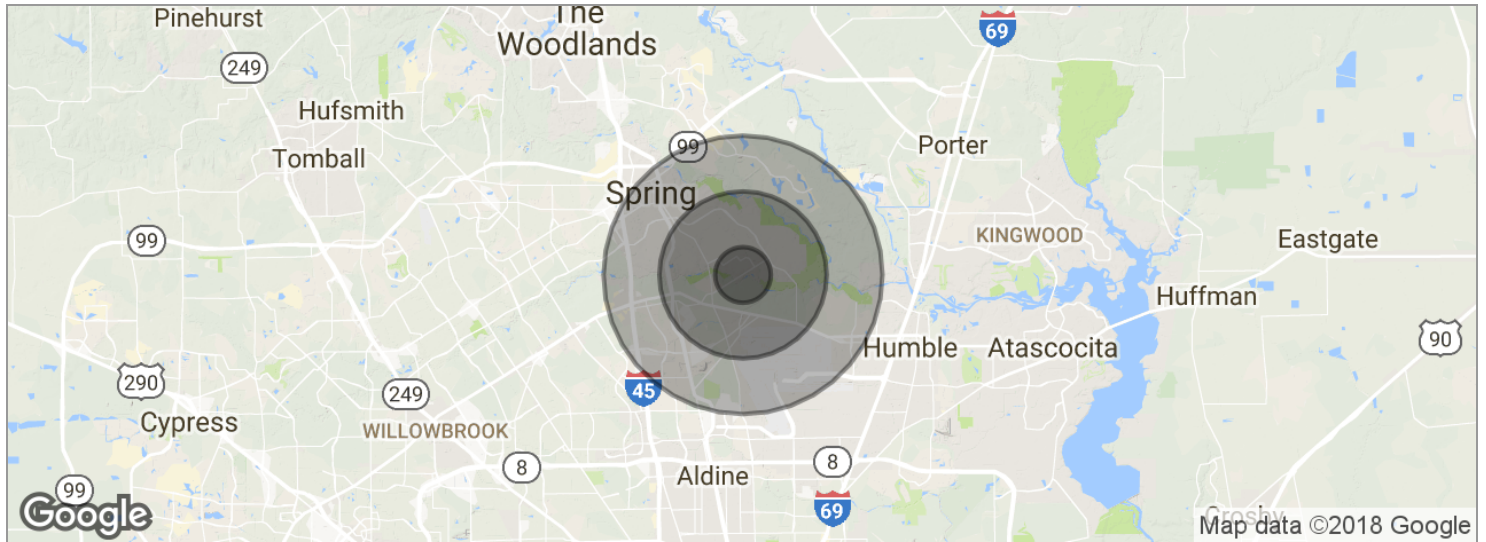 Pinehurst
The
Woodlands
69
249
Hufsmith
99
Porter
Tomball
Spring
KINGWOOD
99
Eastgate
Huffman
Humble
Atascocita
90
290
45
249
Cypress
WILLOWBROOK
8
8
Aldine
99
69
Google
Crosby
Map data ©2018 Google